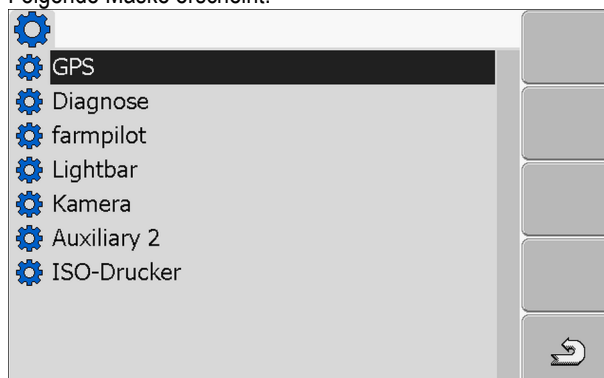 Folgende Maske erscheint:
GPS
Diagnose
farmpilot
Lightbar
Kamera
Auxiliary 2
ISO-Drucker